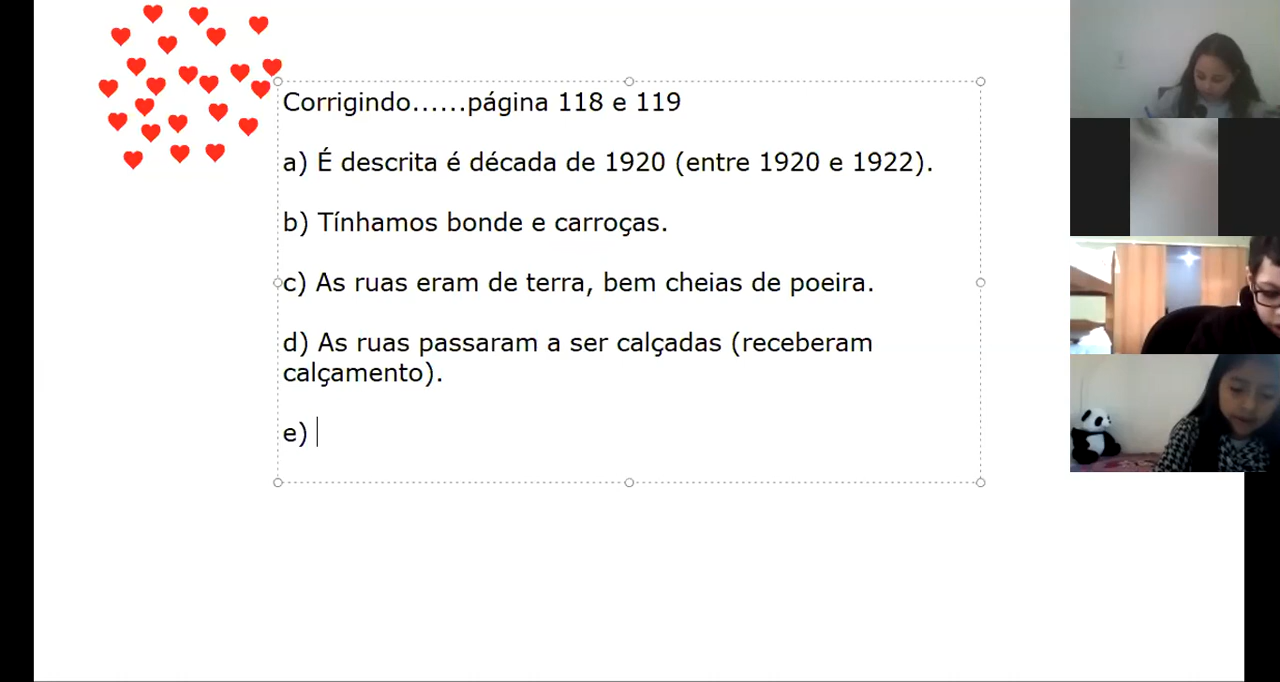 Corrigindo......página 118 e 119
a) É descrita é década de 1920 (entre 1920 e 1922).
b) Tínhamos bonde e carroças.
c) As ruas eram de terra, bem cheias de poeira.
d) As ruas passaram a ser calçadas (receberam
calçamento).
e)